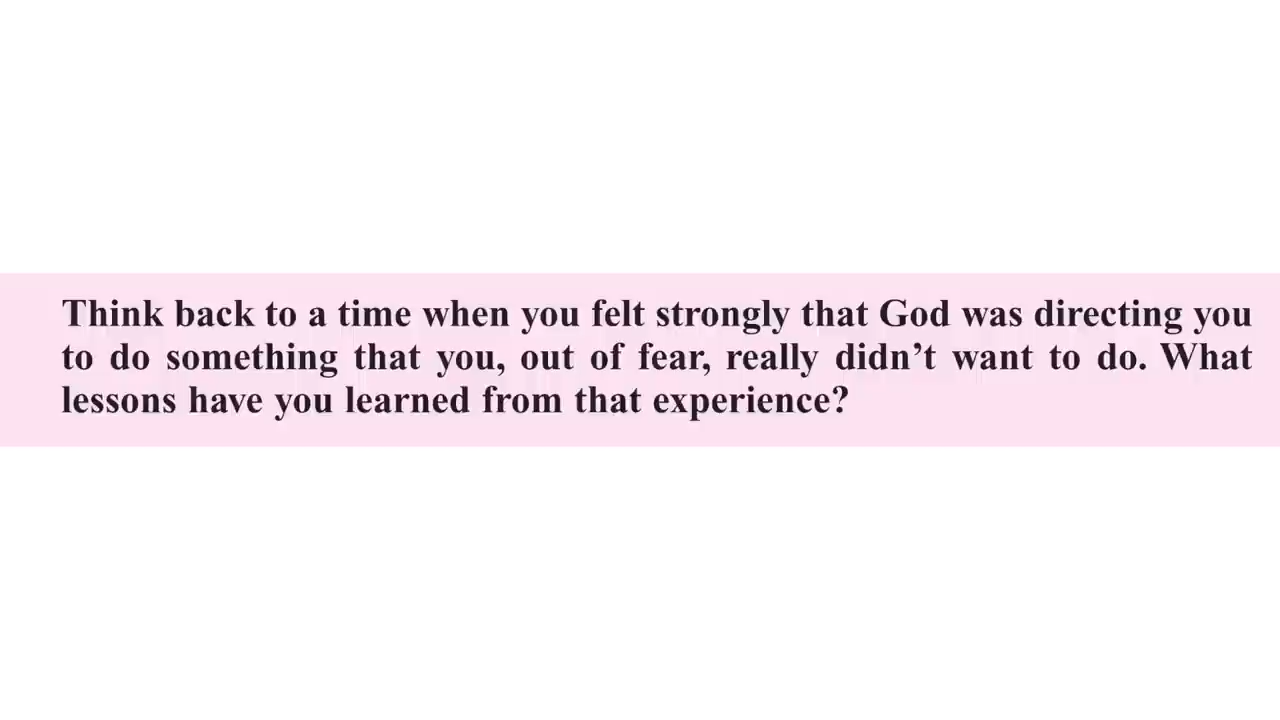 Think back to a time when you felt strongly that God was directing you
to do something that you, out of fear, really didn’t want to do. What
lessons have you learned from that experience?